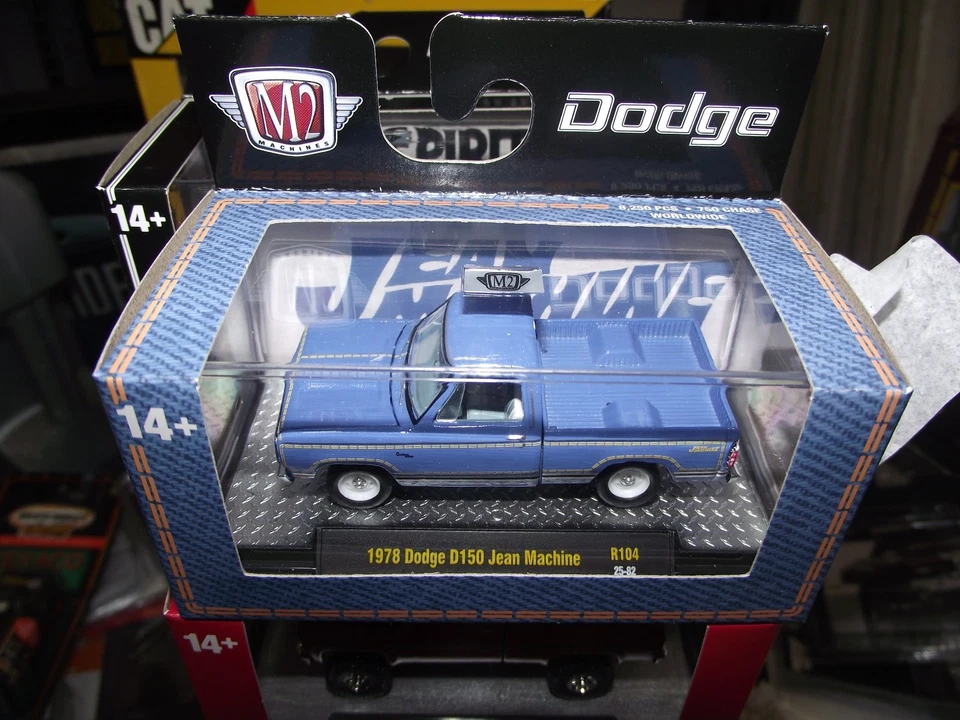 CAT
M2
MACHINES
Dodge
14+
8,250 PCS • 750 CHASE
WORLDWIDE
M2
14+
1978 Dodge D150 Jean Machine R104
25-82
14+